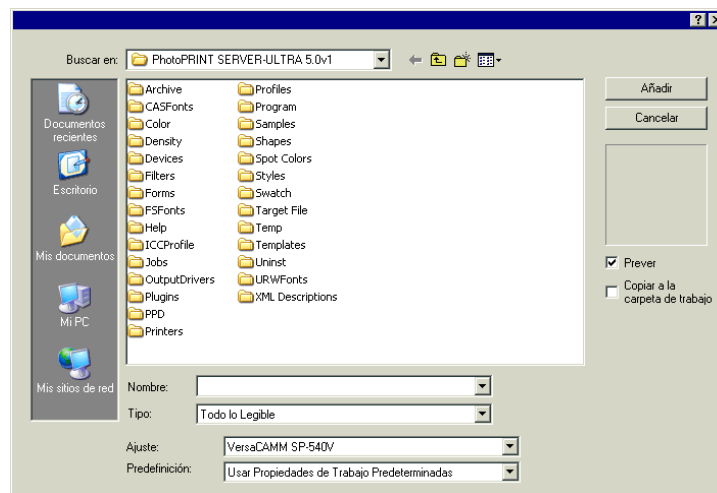 Buscar en: PhotoPRINT SERVER-ULTRA 5.0v1
Documentos recientes
Escritorio
Mis documentos
Mi PC
Mis sitios de red
Archive
CASFonts
Color
Density
Devices
Filters
Forms
FSFonts
Help
ICCProfile
Jobs
OutputDrivers
Plugins
PPD
Printers
Profiles
Program
Samples
Shapes
Spot Colors
Styles
Swatch
Target File
Temp
Templates
Uninst
URWFonts
XML Descriptions
Añadir
Cancelar
Prever
Copiar a la
carpeta de trabajo
Nombre:
Tipo: Todo lo Legible
Ajuste: VersaCAMM SP-540V
Predefinición: Usar Propiedades de Trabajo Predeterminadas